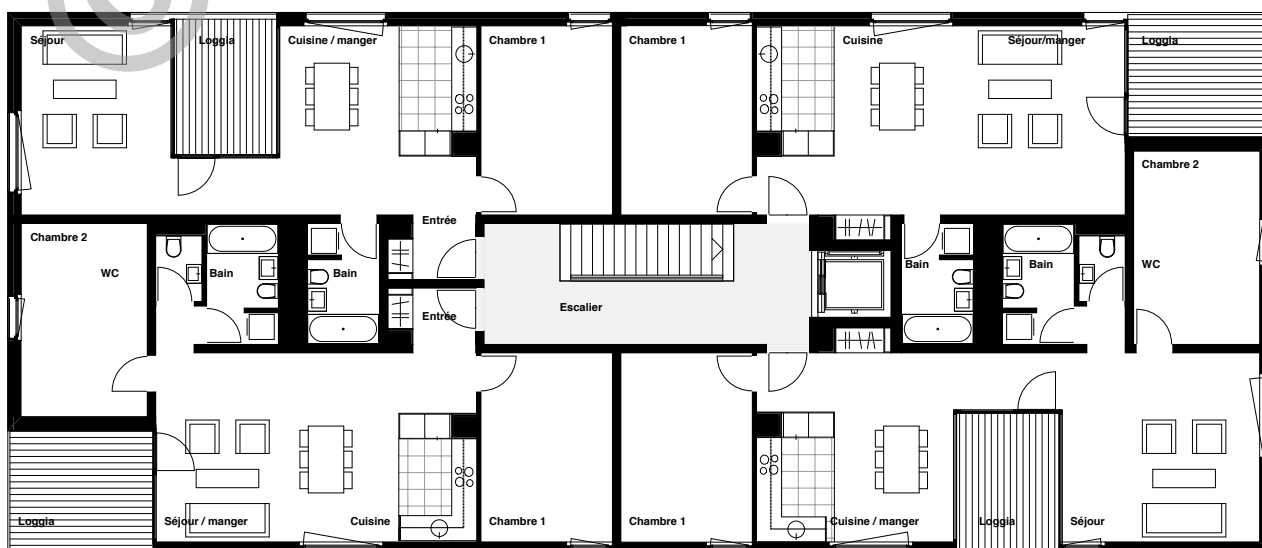 Séjour
Loggia
Cuisine / manger
Chambre 1
Chambre 1
Cuisine
Séjour/manger
Loggia
Chambre 2
Entrée
Chambre 2
WC
Bain
Bain
Bain
Bain
WC
Escalier
Entrée
Loggia
Séjour / manger
Cuisine
Chambre 1
Chambre 1
Cuisine / manger
Loggia
Séjour